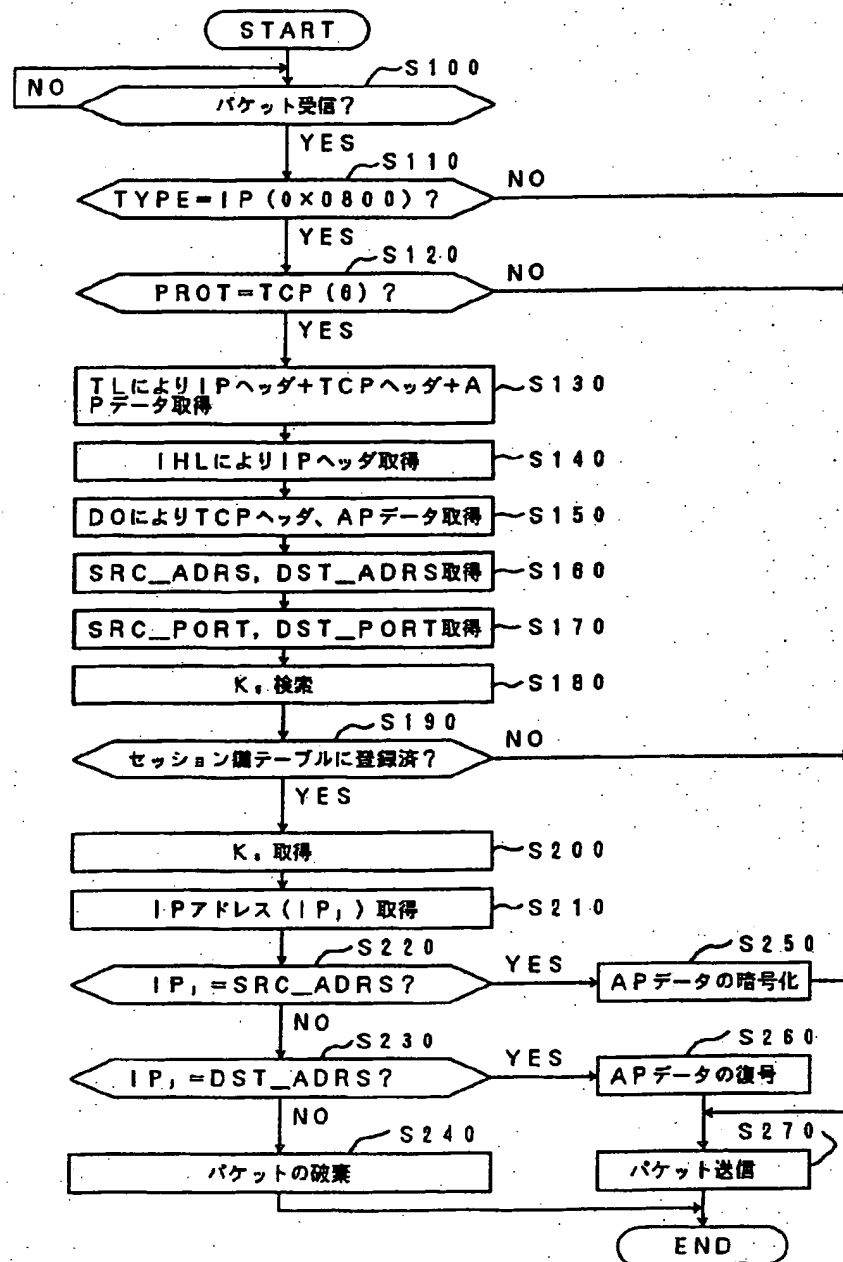 START
S100
NO
パケット受信?
YES
S110
NO
TYPE=IP(0×0800)?
YES
S120
NO
PROT=TCP(6)?
YES
TLによりIPヘッダ+TCPヘッダ+A
Pデータ取得
S130
IHLによりIPヘッダ取得
S140
DOによりTCPヘッダ、APデータ取得
S150
SRC_ADRS, DST_ADRS取得
S160
SRC_PORT, DST_PORT取得
S170
Ks検索
S180
S190
NO
セッション鍵テーブルに登録済?
YES
Ks取得
S200
IPアドレス(IPJ)取得
S210
S220
YES
S250
IPJ=SRC_ADRS?
APデータの暗号化
NO
S230
YES
S260
IPJ=DST_ADRS?
APデータの復号
NO
S240
S270
パケットの破棄
パケット送信
END